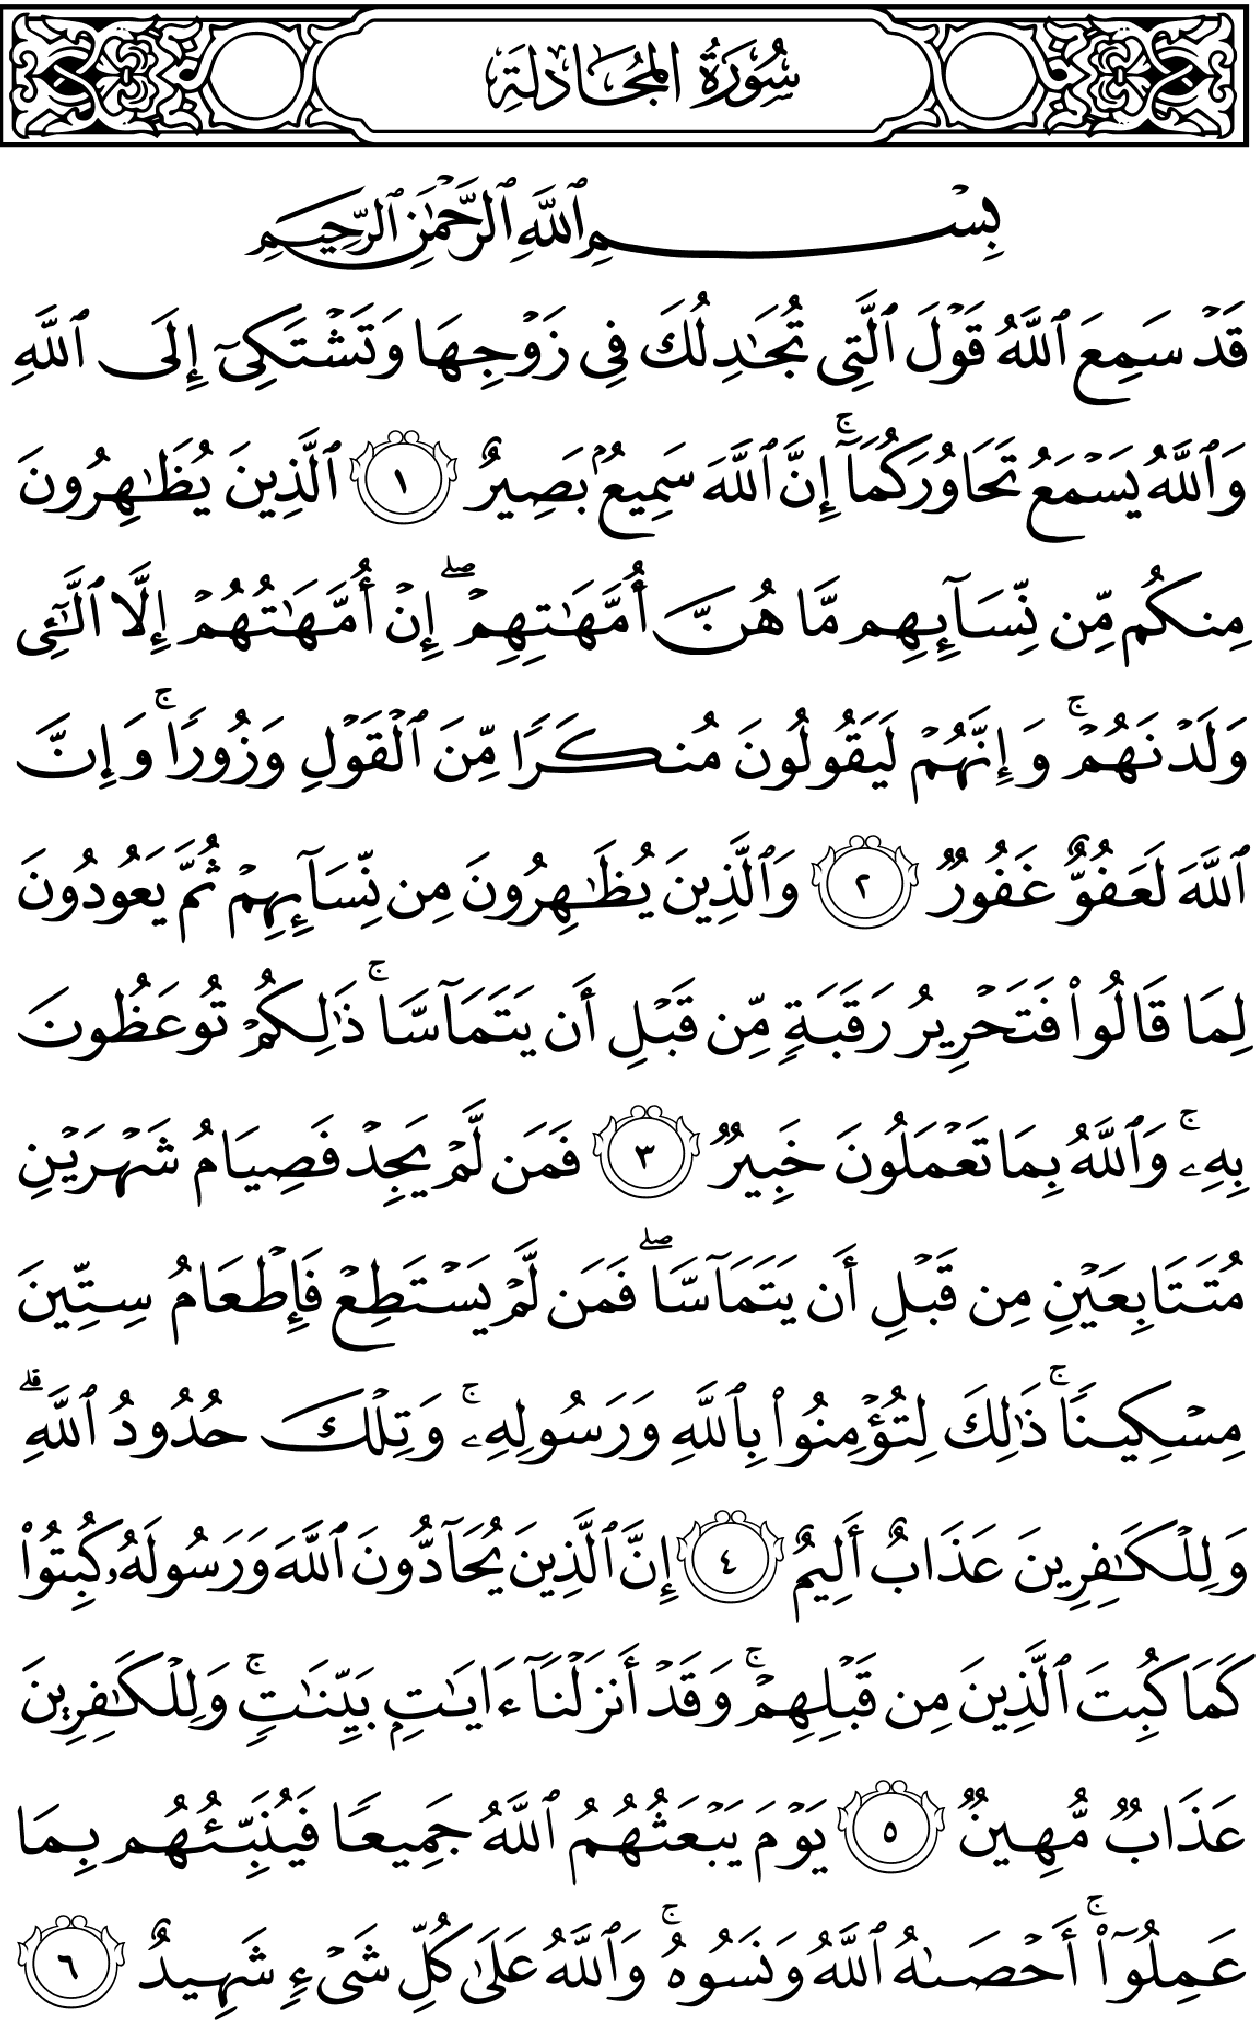 سُورَةُ المُجَادلَةِ
بِسْمِ ٱللَّهِ ٱلرَّحْمَٰنِ ٱلرَّحِيمِ
قَدْ سَمِعَ ٱللَّهُ قَوْلَ ٱلَّتِى تُجَٰدِلُكَ فِى زَوْجِهَا وَتَشْتَكِىٓ إِلَى ٱللَّهِ
وَٱللَّهُ يَسْمَعُ تَحَاوُرَكُمَآ ۚ إِنَّ ٱللَّهَ سَمِيعٌۢ بَصِيرٌ ١ ٱلَّذِينَ يُظَٰهِرُونَ
مِنكُم مِّن نِّسَآئِهِم مَّا هُنَّ أُمَّهَٰتِهِمْ ۖ إِنْ أُمَّهَٰتُهُمْ إِلَّا ٱلَّٰٓـِٔى
وَلَدْنَهُمْ ۚ وَإِنَّهُمْ لَيَقُولُونَ مُنكَرًا مِّنَ ٱلْقَوْلِ وَزُورًا ۚ وَإِنَّ
ٱللَّهَ لَعَفُوٌّ غَفُورٌ ٢ وَٱلَّذِينَ يُظَٰهِرُونَ مِن نِّسَآئِهِمْ ثُمَّ يَعُودُونَ
لِمَا قَالُوا۟ فَتَحْرِيرُ رَقَبَةٍ مِّن قَبْلِ أَن يَتَمَآسَّا ۚ ذَٰلِكُمْ تُوعَظُونَ
بِهِۦ ۚ وَٱللَّهُ بِمَا تَعْمَلُونَ خَبِيرٌ ٣ فَمَن لَّمْ يَجِدْ فَصِيَامُ شَهْرَيْنِ
مُتَتَابِعَيْنِ مِن قَبْلِ أَن يَتَمَآسَّا ۖ فَمَن لَّمْ يَسْتَطِعْ فَإِطْعَامُ سِتِّينَ
مِسْكِينًا ۚ ذَٰلِكَ لِتُؤْمِنُوا۟ بِٱللَّهِ وَرَسُولِهِۦ ۚ وَتِلْكَ حُدُودُ ٱللَّهِ ۗ
وَلِلْكَٰفِرِينَ عَذَابٌ أَلِيمٌ ٤ إِنَّ ٱلَّذِينَ يُحَآدُّونَ ٱللَّهَ وَرَسُولَهُۥ كُبِتُوا۟
كَمَا كُبِتَ ٱلَّذِينَ مِن قَبْلِهِمْ ۚ وَقَدْ أَنزَلْنَآ ءَايَٰتٍۭ بَيِّنَٰتٍ ۚ وَلِلْكَٰفِرِينَ
عَذَابٌ مُّهِينٌ ٥ يَوْمَ يَبْعَثُهُمُ ٱللَّهُ جَمِيعًا فَيُنَبِّئُهُم بِمَا
عَمِلُوٓا۟ ۚ أَحْصَىٰهُ ٱللَّهُ وَنَسُوهُ ۚ وَٱللَّهُ عَلَىٰ كُلِّ شَىْءٍ شَهِيدٌ ٦